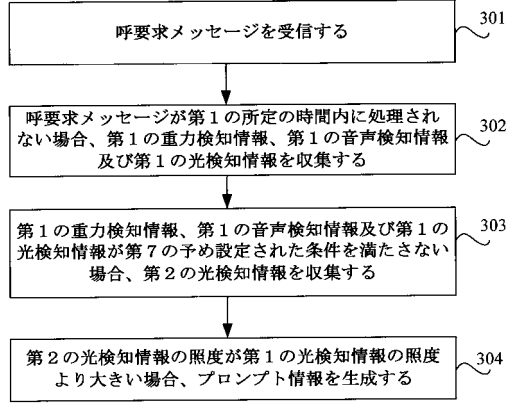 呼要求メッセージを受信する
301
呼要求メッセージが第1の所定の時間内に処理され
ない場合、第1の重力検知情報、第1の音声検知情報
及び第1の光検知情報を収集する
302
第1の重力検知情報、第1の音声検知情報及び第1の
光検知情報が第7の予め設定された条件を満たさない
場合、第2の光検知情報を収集する
303
第2の光検知情報の照度が第1の光検知情報の照度
より大きい場合、プロンプト情報を生成する
304